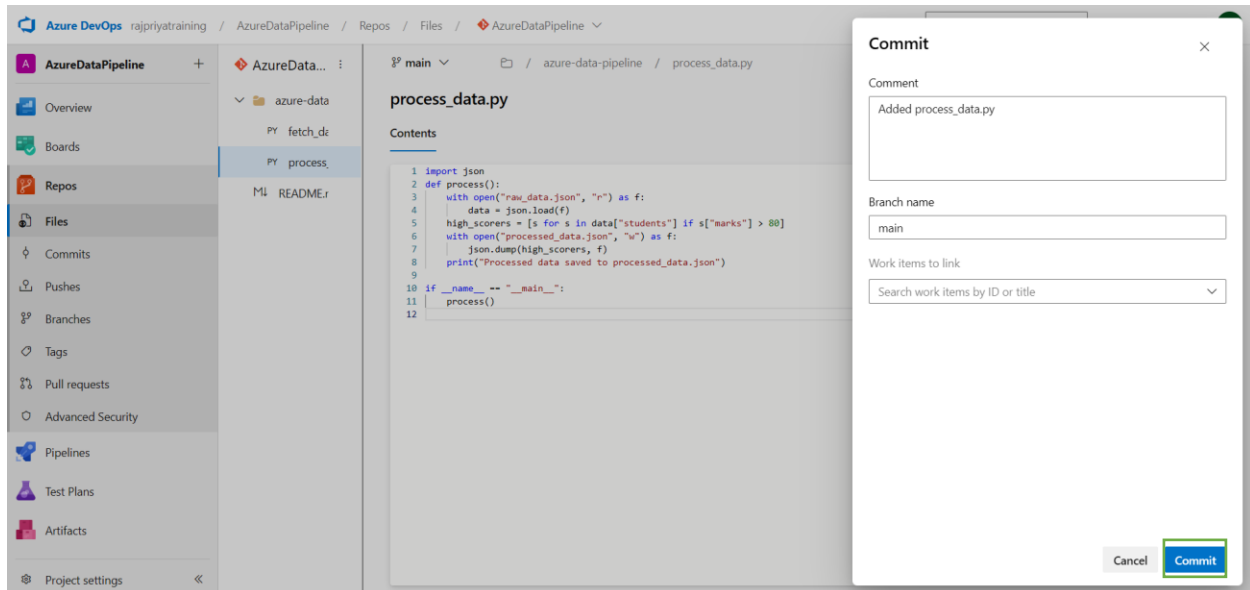 Azure DevOps rajpriyatraining / AzureDataPipeline / Repos / Files / AzureDataPipeline
A AzureDataPipeline +
Overview
Boards
Repos
Files
Commits
Pushes
Branches
Tags
Pull requests
Advanced Security
Pipelines
Test Plans
Artifacts
Project settings
AzureData...
azure-data
PY fetch_da
PY process_
M↓ README.r
main / azure-data-pipeline / process_data.py
process_data.py
Contents
1 import json
2 def process():
3 with open("raw_data.json", "r") as f:
4 data = json.load(f)
5 high_scorers = [s for s in data["students"] if s["marks"] > 80]
6 with open("processed_data.json", "w") as f:
7 json.dump(high_scorers, f)
8 print("Processed data saved to processed_data.json")
9
10 if __name__ == "__main__":
11 process()
12
Commit
Comment
Added process_data.py
Branch name
main
Work items to link
Search work items by ID or title
Cancel Commit